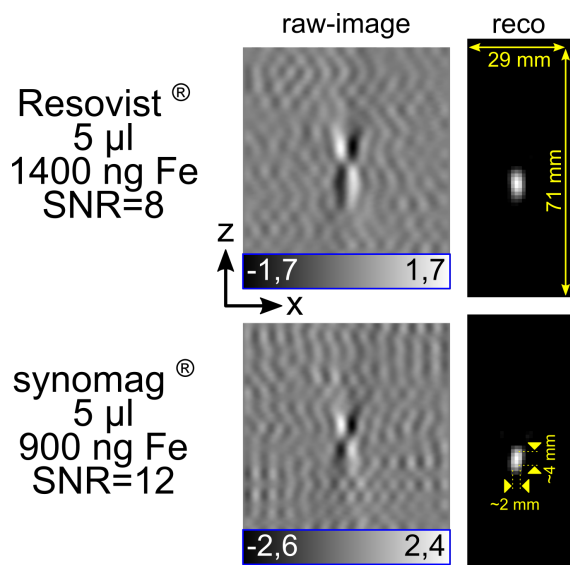 raw-image
reco
29 mm
71 mm
Resovist ®
5 µl
1400 ng Fe
SNR=8
-1,7
1,7
z
x
synomag ®
5 µl
900 ng Fe
SNR=12
~4 mm
~2 mm
-2,6
2,4